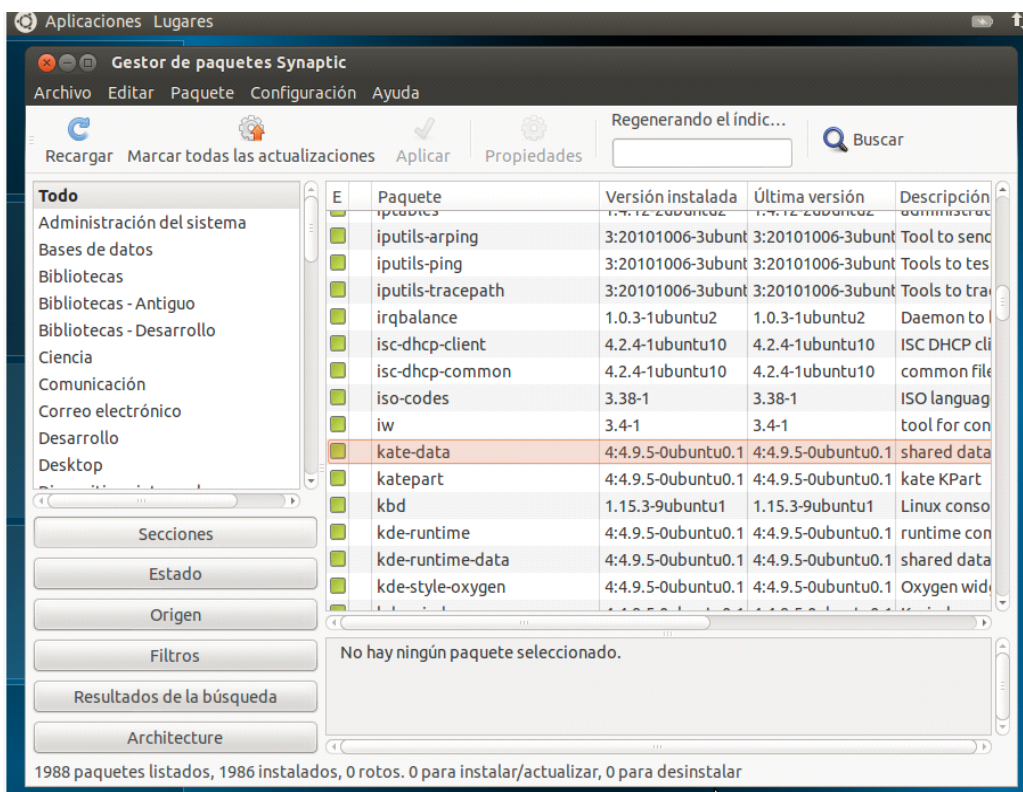 Aplicaciones Lugares
Gestor de paquetes Synaptic
Archivo Editar Paquete Configuración Ayuda
Recargar Marcar todas las actualizaciones Aplicar Propiedades Regenerando el índic... Buscar
Todo
Administración del sistema
Bases de datos
Bibliotecas
Bibliotecas - Antiguo
Bibliotecas - Desarrollo
Ciencia
Comunicación
Correo electrónico
Desarrollo
Desktop
Secciones
Estado
Origen
Filtros
Resultados de la búsqueda
Architecture
E Paquete Versión instalada Última versión Descripción
iptables 1.4.12-2ubuntu2 1.4.12-2ubuntu2 administrat
iputils-arping 3:20101006-3ubunt 3:20101006-3ubunt Tool to senc
iputils-ping 3:20101006-3ubunt 3:20101006-3ubunt Tools to tes
iputils-tracepath 3:20101006-3ubunt 3:20101006-3ubunt Tools to tra
irqbalance 1.0.3-1ubuntu2 1.0.3-1ubuntu2 Daemon to
isc-dhcp-client 4.2.4-1ubuntu10 4.2.4-1ubuntu10 ISC DHCP cli
isc-dhcp-common 4.2.4-1ubuntu10 4.2.4-1ubuntu10 common file
iso-codes 3.38-1 3.38-1 ISO languag
iw 3.4-1 3.4-1 tool for con
kate-data 4:4.9.5-0ubuntu0.1 4:4.9.5-0ubuntu0.1 shared data
katepart 4:4.9.5-0ubuntu0.1 4:4.9.5-0ubuntu0.1 kate KPart
kbd 1.15.3-9ubuntu1 1.15.3-9ubuntu1 Linux conso
kde-runtime 4:4.9.5-0ubuntu0.1 4:4.9.5-0ubuntu0.1 runtime com
kde-runtime-data 4:4.9.5-0ubuntu0.1 4:4.9.5-0ubuntu0.1 shared data
kde-style-oxygen 4:4.9.5-0ubuntu0.1 4:4.9.5-0ubuntu0.1 Oxygen wid
No hay ningún paquete seleccionado.
1988 paquetes listados, 1986 instalados, 0 rotos. 0 para instalar/actualizar, 0 para desinstalar